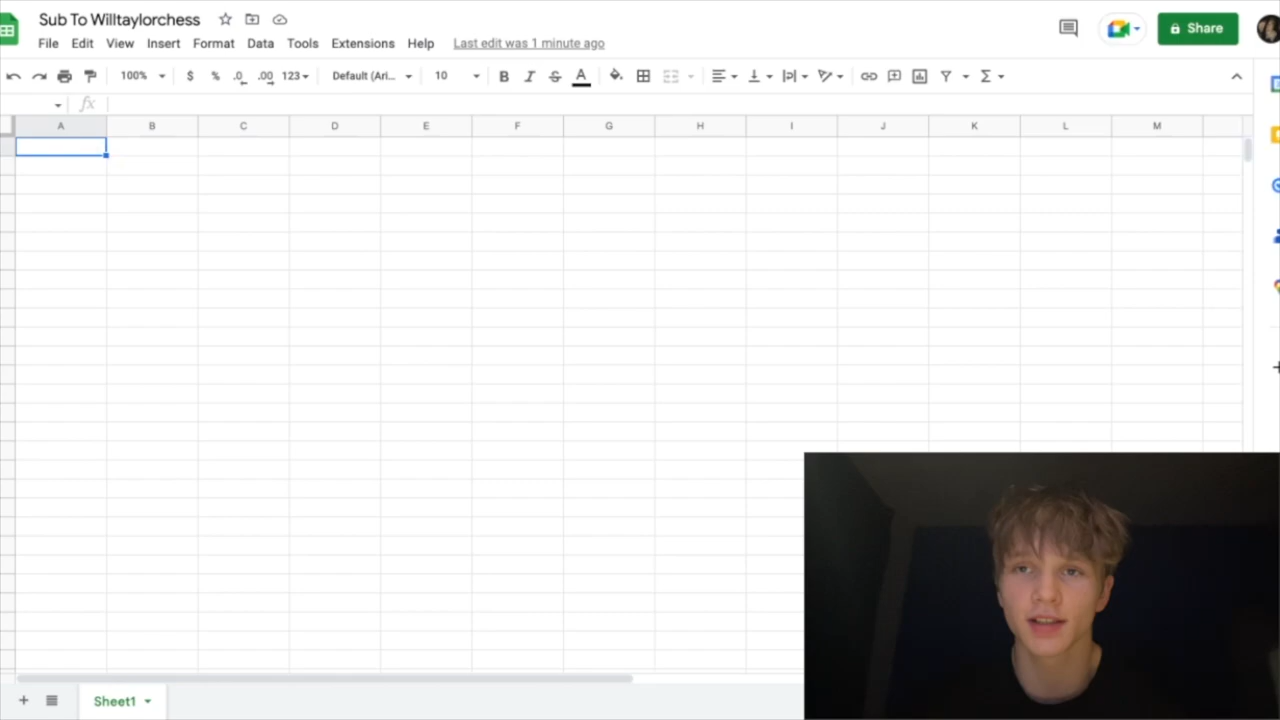 Sub To Willtaylorchess
File Edit View Insert Format Data Tools Extensions Help Last edit was 1 minute ago
Share
100% $ % .0 .00 123 Default (Ari... 10 B I S A
fx
A B C D E F G H I J K L M
Sheet1